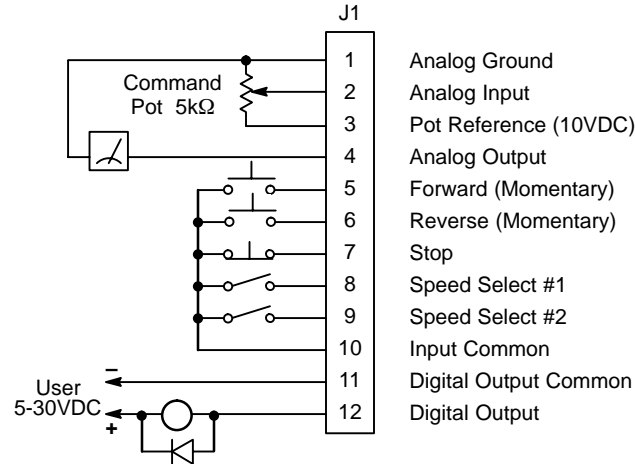 J1
1 Analog Ground
Command
Pot 5kΩ
2 Analog Input
3 Pot Reference (10VDC)
4 Analog Output
5 Forward (Momentary)
6 Reverse (Momentary)
7 Stop
8 Speed Select #1
9 Speed Select #2
10 Input Common
–
11 Digital Output Common
User
5-30VDC
12 Digital Output
+